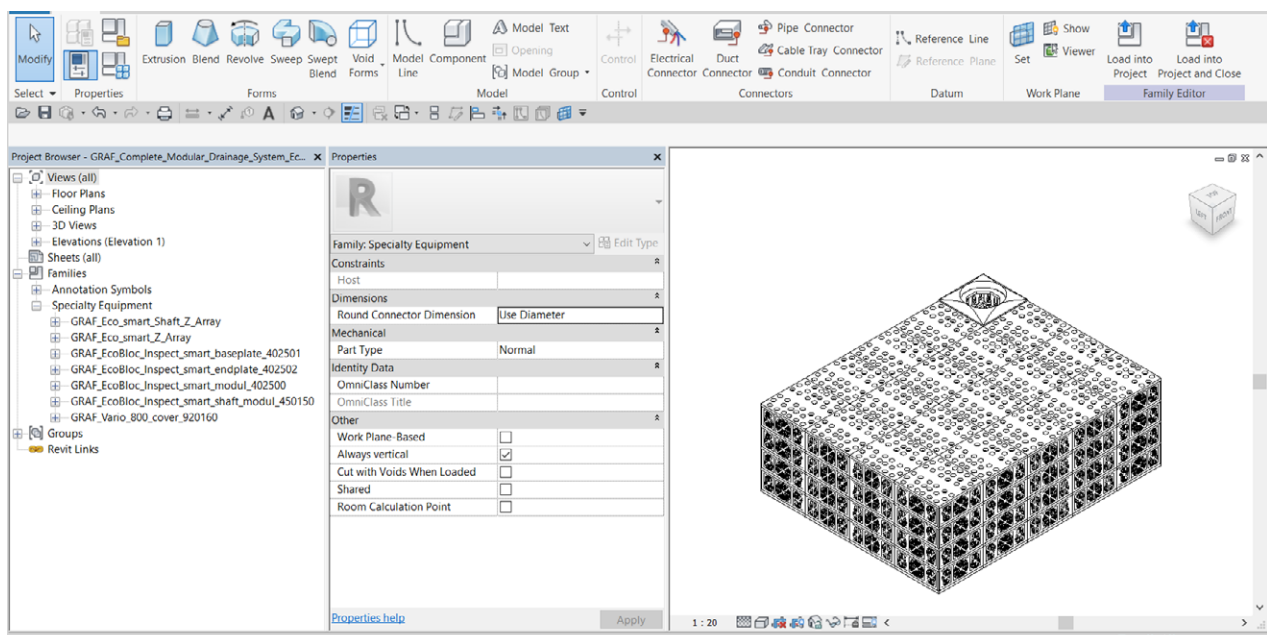 Modify
Select
Properties
Extrusion Blend Revolve Sweep Swept Blend Void Forms
Forms
Model Line Component
Model Text
Opening
Model Group
Model
Control
Control
Electrical Connector Duct Connector
Pipe Connector
Cable Tray Connector
Conduit Connector
Connectors
Reference Line
Reference Plane
Datum
Set
Show
Viewer
Work Plane
Load into Project Load into Project and Close
Family Editor
A
Project Browser - GRAF_Complete_Modular_Drainage_System_Ec...
Views (all)
Floor Plans
Ceiling Plans
3D Views
Elevations (Elevation 1)
Sheets (all)
Families
Annotation Symbols
Specialty Equipment
GRAF_Eco_smart_Shaft_Z_Array
GRAF_Eco_smart_Z_Array
GRAF_EcoBloc_Inspect_smart_baseplate_402501
GRAF_EcoBloc_Inspect_smart_endplate_402502
GRAF_EcoBloc_Inspect_smart_modul_402500
GRAF_EcoBloc_Inspect_smart_shaft_modul_450150
GRAF_Vario_800_cover_920160
Groups
Revit Links
Properties
R
Family: Specialty Equipment Edit Type
Constraints
Host
Dimensions
Round Connector Dimension Use Diameter
Mechanical
Part Type Normal
Identity Data
OmniClass Number
OmniClass Title
Other
Work Plane-Based
Always vertical
Cut with Voids When Loaded
Shared
Room Calculation Point
Properties help
Apply
LEFT FRONT
GRAF
1 : 20